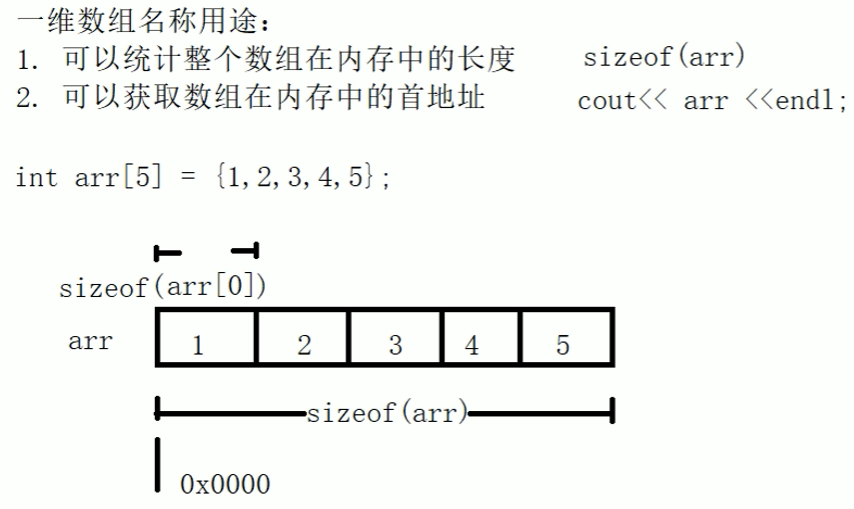 一维数组名称用途：
1. 可以统计整个数组在内存中的长度 sizeof(arr)
2. 可以获取数组在内存中的首地址 cout<< arr <<endl;
int arr[5] = {1,2,3,4,5};
sizeof(arr[0])
arr 1 2 3 4 5
sizeof(arr)
0x0000